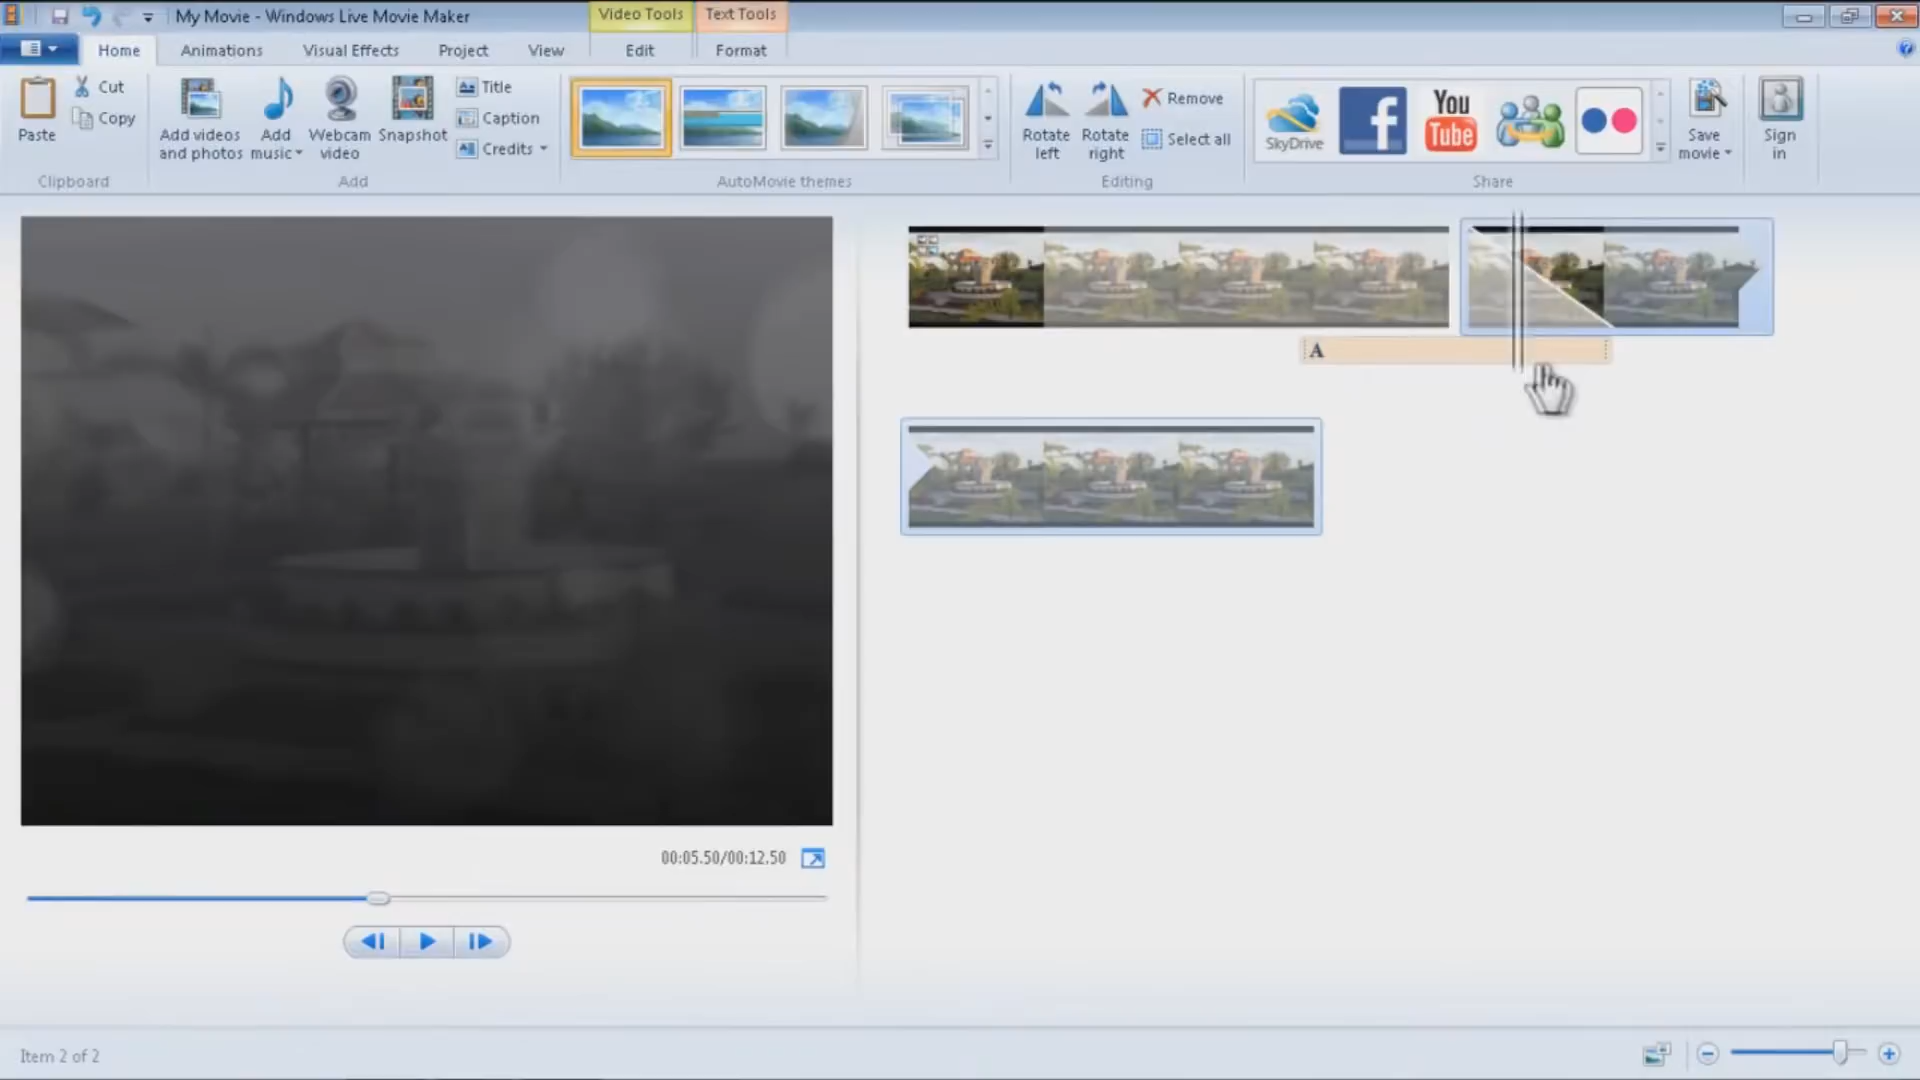 My Movie - Windows Live Movie Maker
Video Tools
Text Tools
Home
Animations
Visual Effects
Project
View
Edit
Format
Paste
Cut
Copy
Clipboard
Add videos
and photos
Add
music
Webcam
video
Snapshot
Title
Caption
Credits
Add
AutoMovie themes
Rotate
left
Rotate
right
Remove
Select all
Editing
SkyDrive
f
You
Tube
Share
Save
movie
Sign
in
A
00:05.50/00:12.50
Item 2 of 2